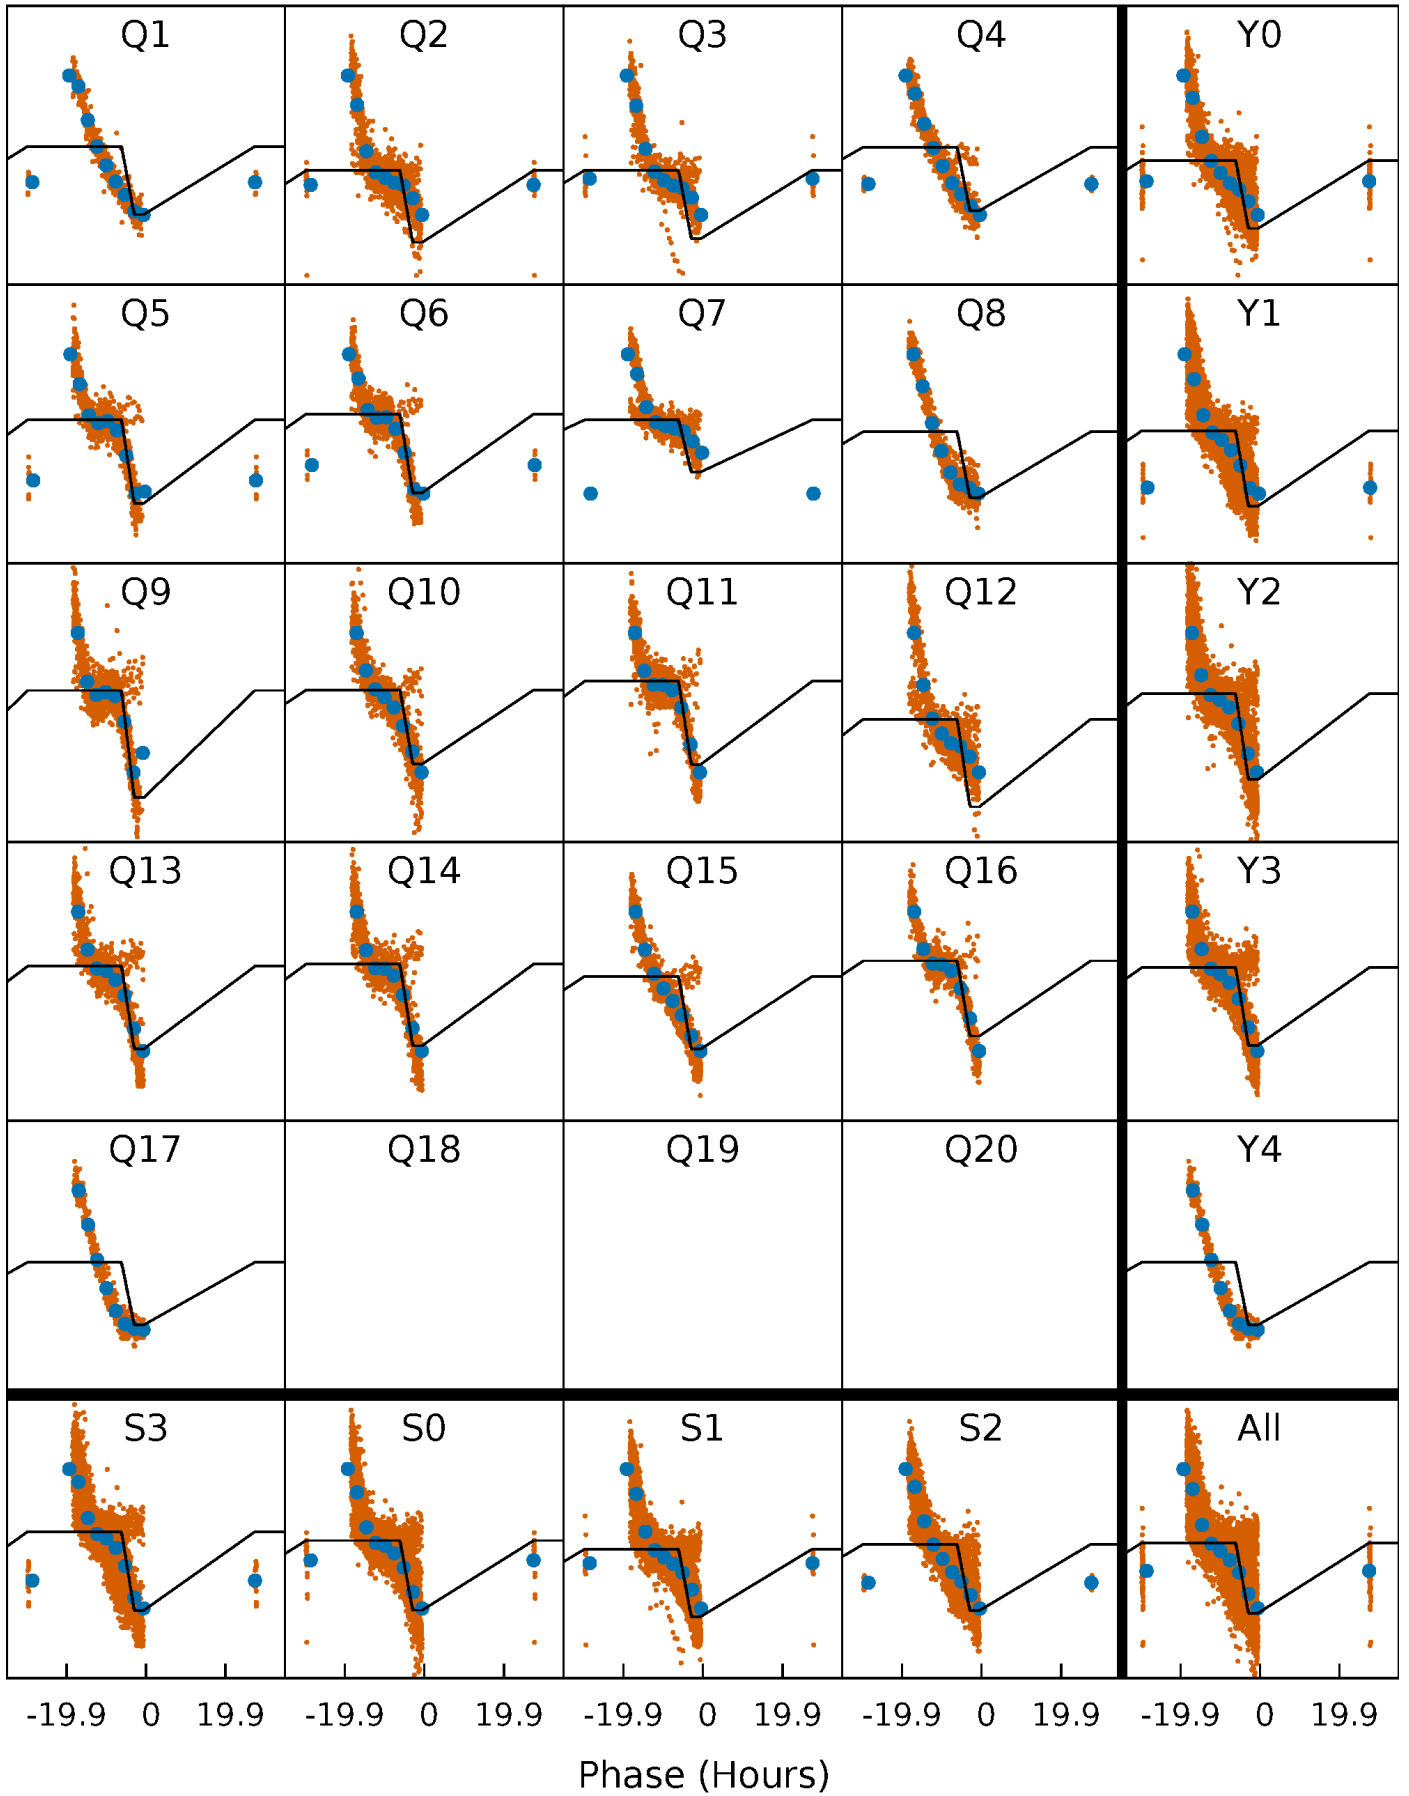 Q1 Q2 Q3 Q4 Y0
Q5 Q6 Q7 Q8 Y1
Q9 Q10 Q11 Q12 Y2
Q13 Q14 Q15 Q16 Y3
Q17 Q18 Q19 Q20 Y4
S3 S0 S1 S2 All
-19.9 0 19.9 -19.9 0 19.9 -19.9 0 19.9 -19.9 0 19.9 -19.9 0 19.9
Phase (Hours)